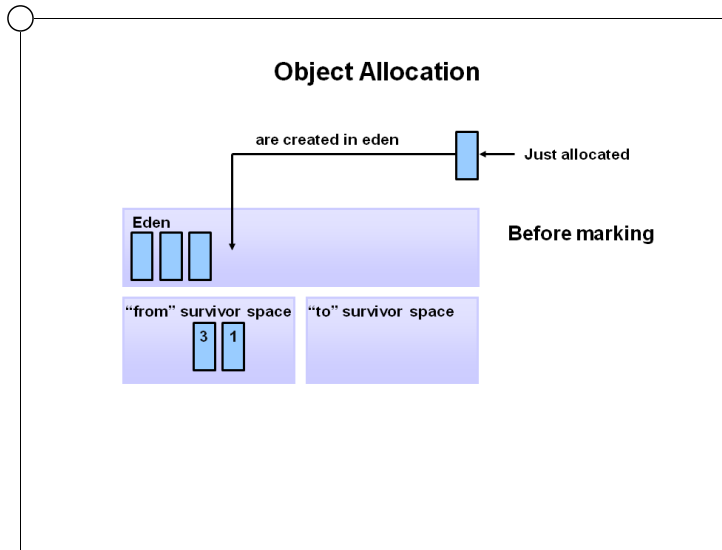 Object Allocation
are created in eden
Just allocated
Eden
Before marking
“from” survivor space
“to” survivor space
3
1